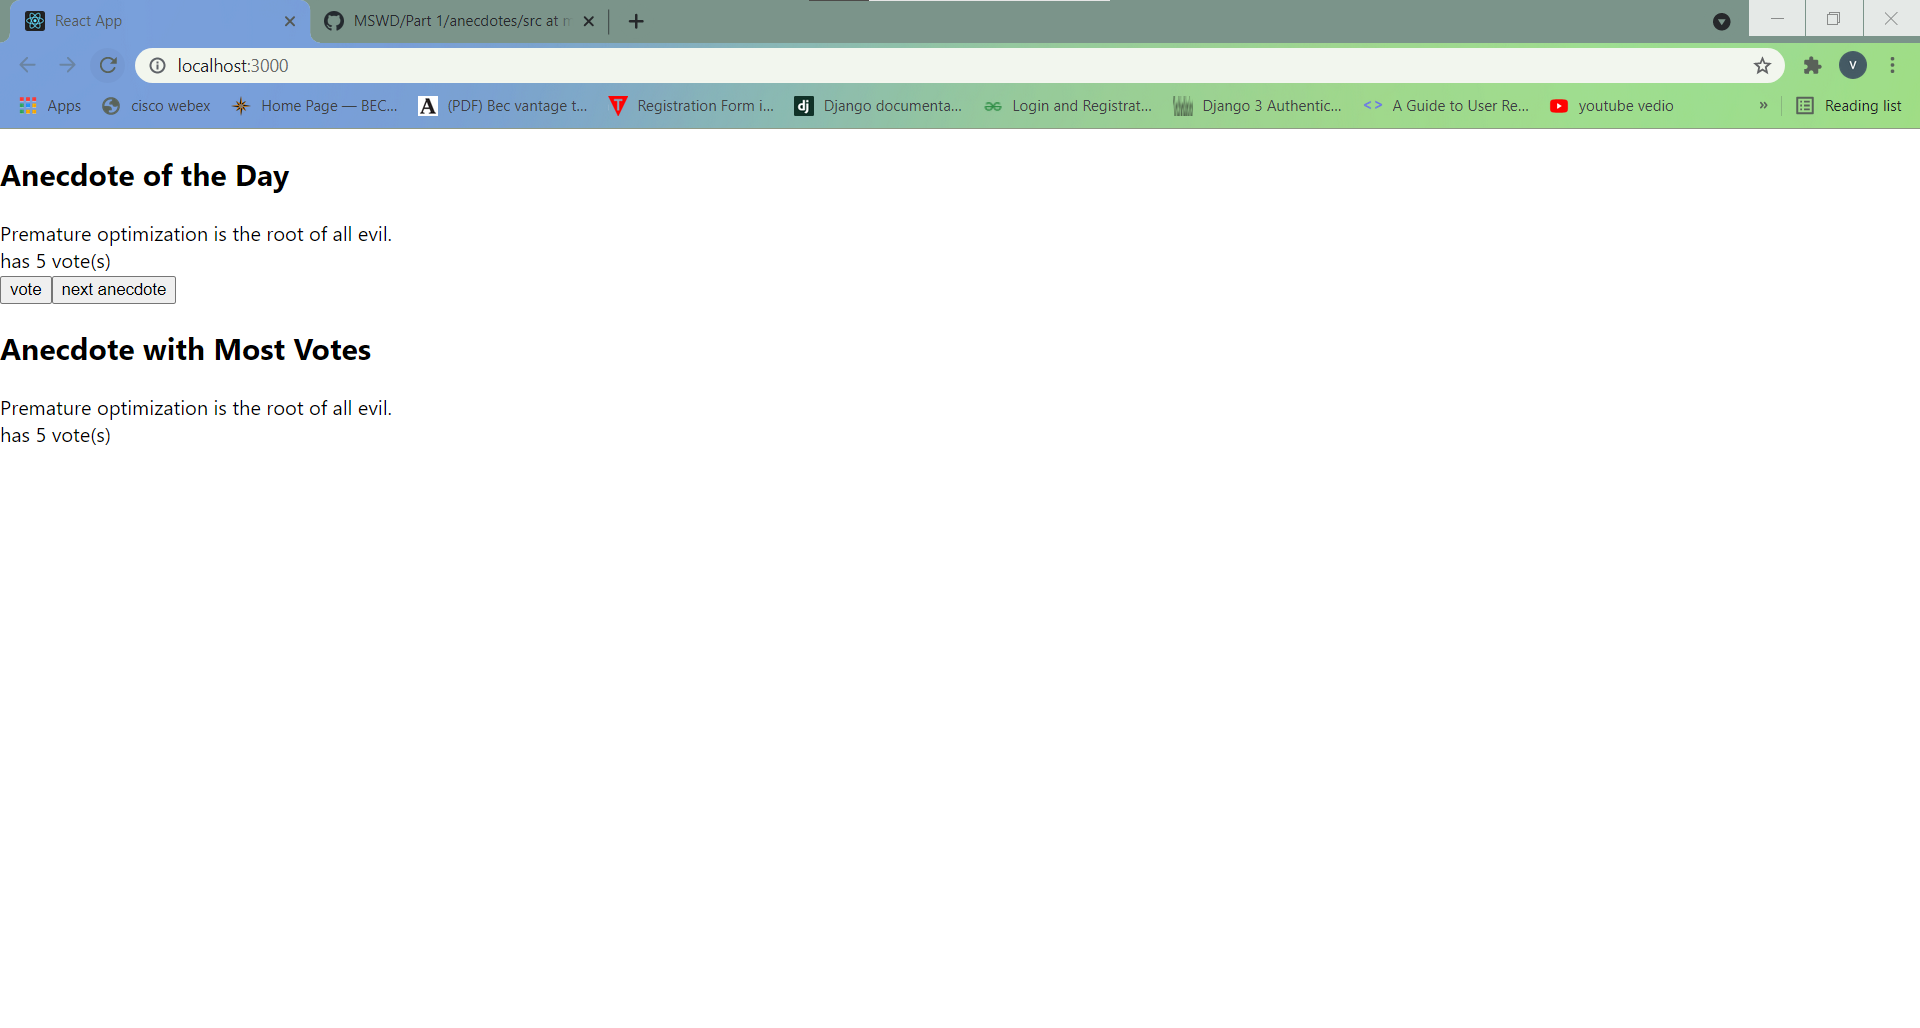 React App
MSWD/Part 1/anecdotes/src at
localhost:3000
V
Apps
cisco webex
Home Page — BEC...
A
(PDF) Bec vantage t...
T
Registration Form i...
dj
Django documenta...
Login and Registrat...
Django 3 Authentic...
<>
A Guide to User Re...
youtube vedio
»
Reading list
Anecdote of the Day
Premature optimization is the root of all evil.
has 5 vote(s)
vote next anecdote
Anecdote with Most Votes
Premature optimization is the root of all evil.
has 5 vote(s)